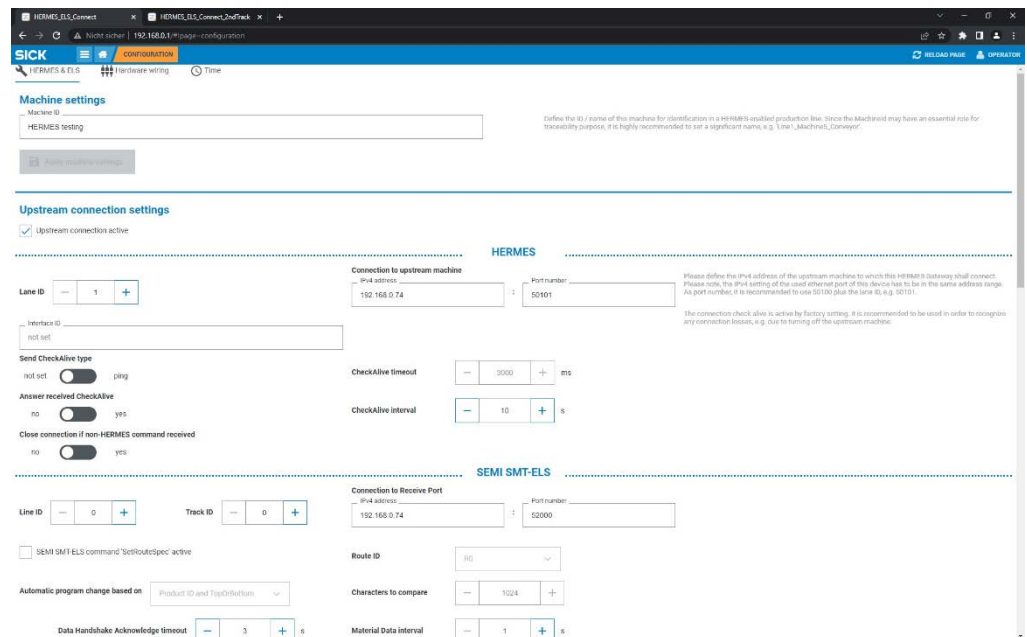 HERMES_ELS_Connect
HERMES_ELS_Connect_2ndTrack
Nicht sicher | 192.168.0.1/#!page=configuration
SICK
CONFIGURATION
RELOAD PAGE
OPERATOR
HERMES & ELS
Hardware wiring
Time
Machine settings
Machine ID
HERMES testing
Define the ID / name of this machine for identification in a HERMES-enabled production line. Since the MachineId may have an essential role for
traceability purpose, it is highly recommended to set a significant name, e.g. 'Line1_Machine5_Conveyor'.
Apply machine settings
Upstream connection settings
Upstream connection active
HERMES
Lane ID
1
Connection to upstream machine
IPv4 address
192.168.0.74
:
Port number
50101
Please define the IPv4 address of the upstream machine to which this HERMES Gateway shall connect.
Please note, the IPv4 setting of the used ethernet port of this device has to be in the same address range.
As port number, it is recommended to use 50100 plus the lane ID, e.g. 50101.
The connection check alive is active by factory setting. It is recommended to be used in order to recognize
any connection losses, e.g. due to turning off the upstream machine.
Interface ID
not set
Send CheckAlive type
not set
ping
CheckAlive timeout
3000
ms
Answer received CheckAlive
no
yes
CheckAlive interval
10
s
Close connection if non-HERMES command received
no
yes
SEMI SMT-ELS
Line ID
0
Track ID
0
Connection to Receive Port
IPv4 address
192.168.0.74
:
Port number
52000
SEMI SMT-ELS command 'SetRouteSpec' active
Route ID
R0
Automatic program change based on
Product ID and TopOrBottom
Characters to compare
1024
Data Handshake Acknowledge timeout
3
s
Material Data interval
1
s